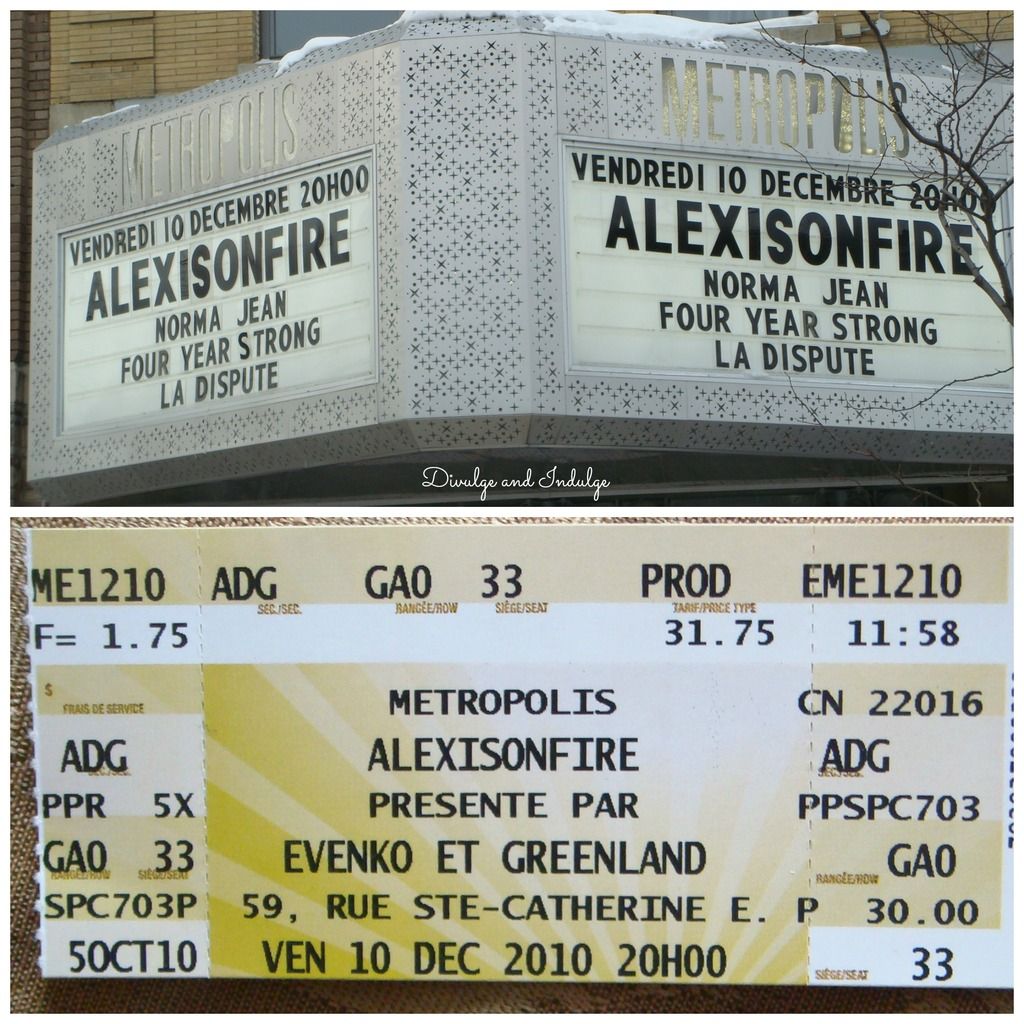 METROPOLIS
VENDREDI 10 DECEMBRE 20H00
ALEXISONFIRE
NORMA JEAN
FOUR YEAR STRONG
LA DISPUTE
METROPOLIS
VENDREDI 10 DECEMBRE 20H00
ALEXISONFIRE
NORMA JEAN
FOUR YEAR STRONG
LA DISPUTE
Divulge and Indulge
ME1210 ADG GA0 33 PROD EME1210
SEC./SEC. RANGÉE/ROW SIÈGE/SEAT TARIF/PRICE TYPE
F= 1.75 31.75 11:58
$
FRAIS DE SERVICE
METROPOLIS CN 22016
ADG ALEXISONFIRE ADG
SEC./SEC. SEC./SEC.
PPR 5X PRESENTE PAR PPSPC703
GA0 33 EVENKO ET GREENLAND GA0
RANGÉE/ROW SIÈGE/SEAT RANGÉE/ROW
SPC703P 59, RUE STE-CATHERINE E. P 30.00
5OCT10 VEN 10 DEC 2010 20H00 33
SIÈGE/SEAT